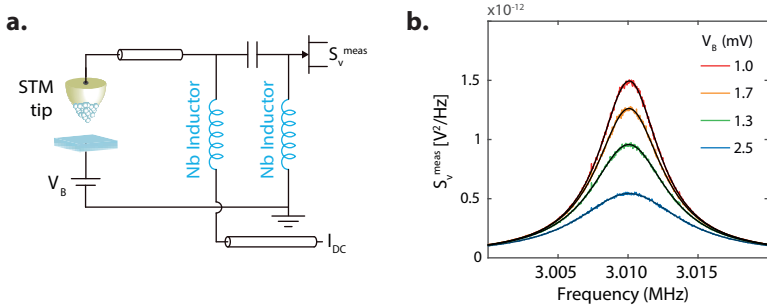 a.
STM
tip
V_B
Nb Inductor
Nb Inductor
S_v^meas
I_DC
b.
x10^-12
S_v^meas [V²/Hz]
1.5
1
0.5
0
V_B (mV)
1.0
1.7
1.3
2.5
3.005
3.010
3.015
Frequency (MHz)